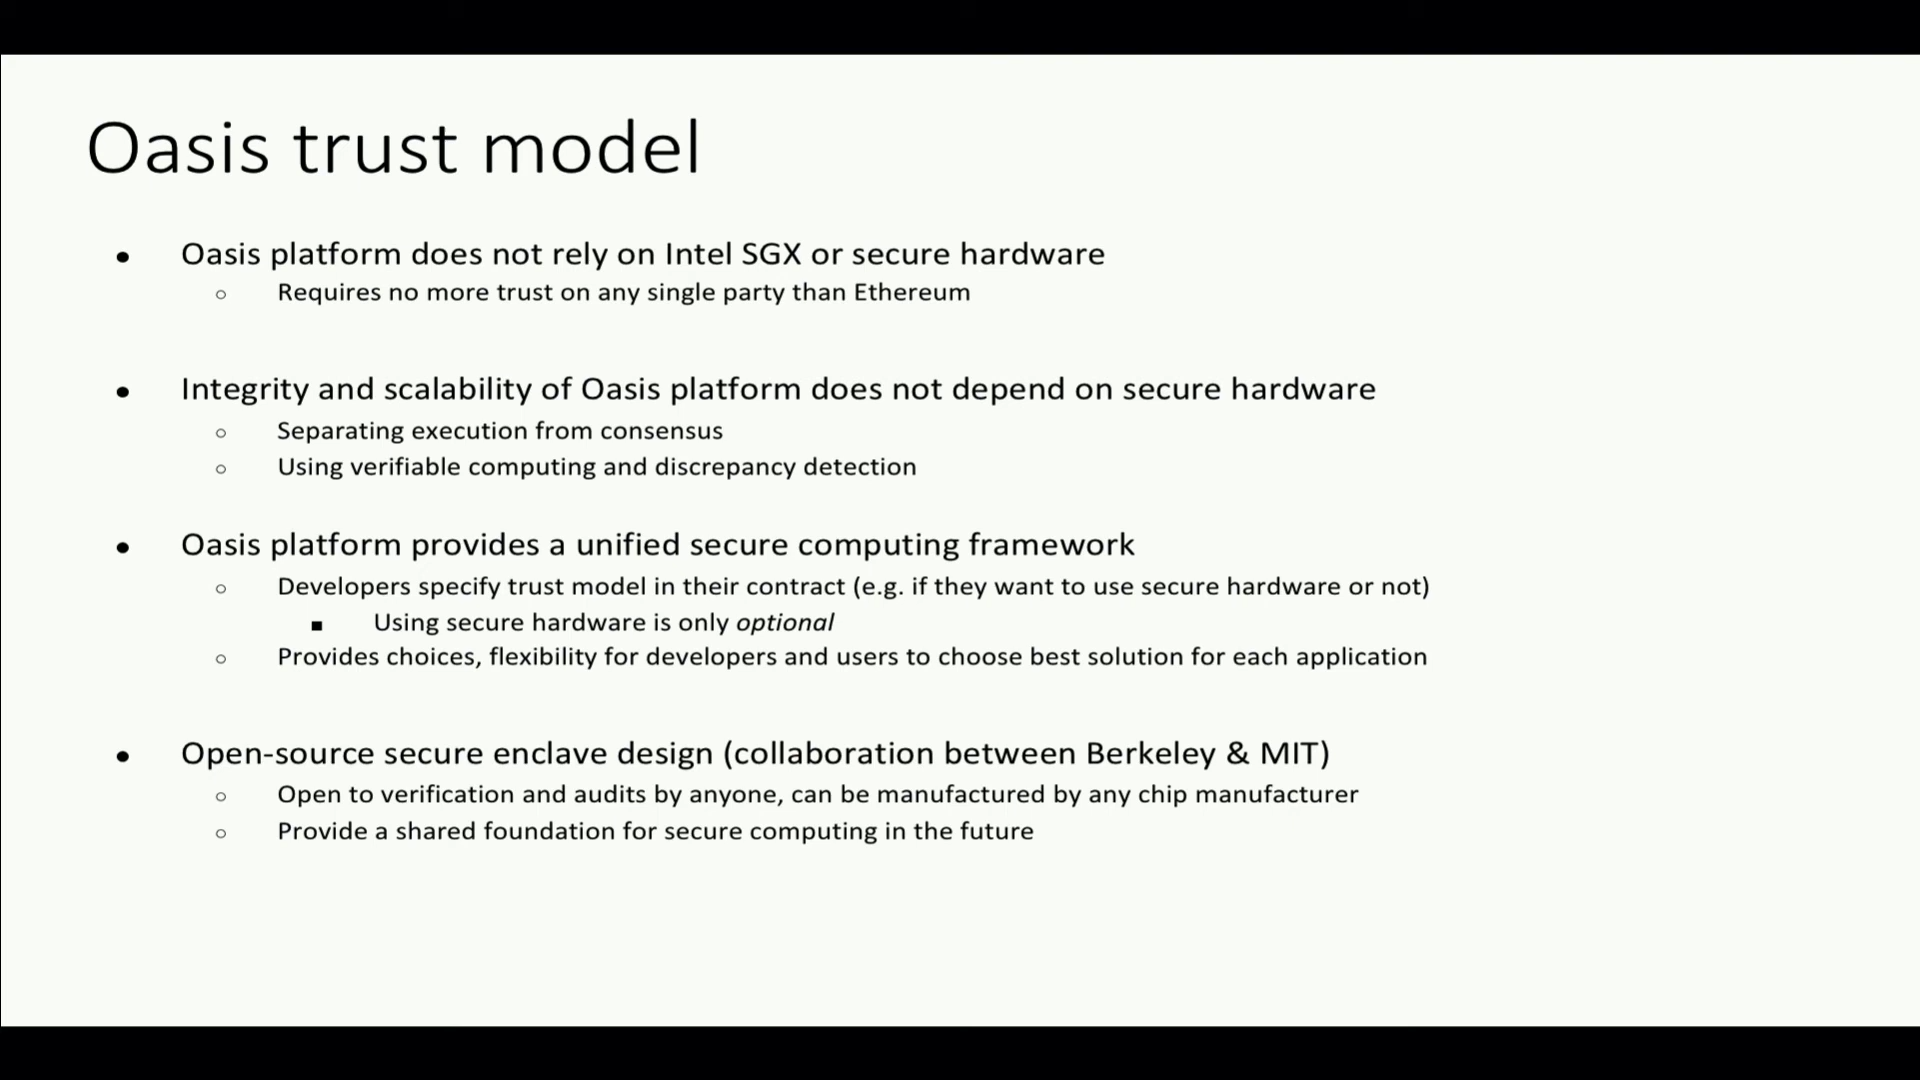 Oasis trust model
● Oasis platform does not rely on Intel SGX or secure hardware
○ Requires no more trust on any single party than Ethereum
● Integrity and scalability of Oasis platform does not depend on secure hardware
○ Separating execution from consensus
○ Using verifiable computing and discrepancy detection
● Oasis platform provides a unified secure computing framework
○ Developers specify trust model in their contract (e.g. if they want to use secure hardware or not)
■ Using secure hardware is only optional
○ Provides choices, flexibility for developers and users to choose best solution for each application
● Open-source secure enclave design (collaboration between Berkeley & MIT)
○ Open to verification and audits by anyone, can be manufactured by any chip manufacturer
○ Provide a shared foundation for secure computing in the future